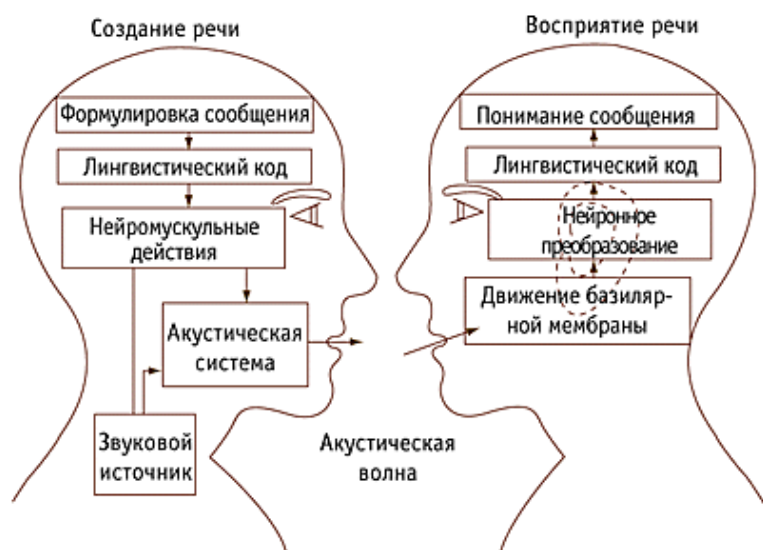 Создание речи
Формулировка сообщения
Лингвистический код
Нейромускульные
действия
Акустическая
система
Звуковой
источник
Акустическая
волна
Восприятие речи
Понимание сообщения
Лингвистический код
Нейронное
преобразование
Движение базиляр-
ной мембраны